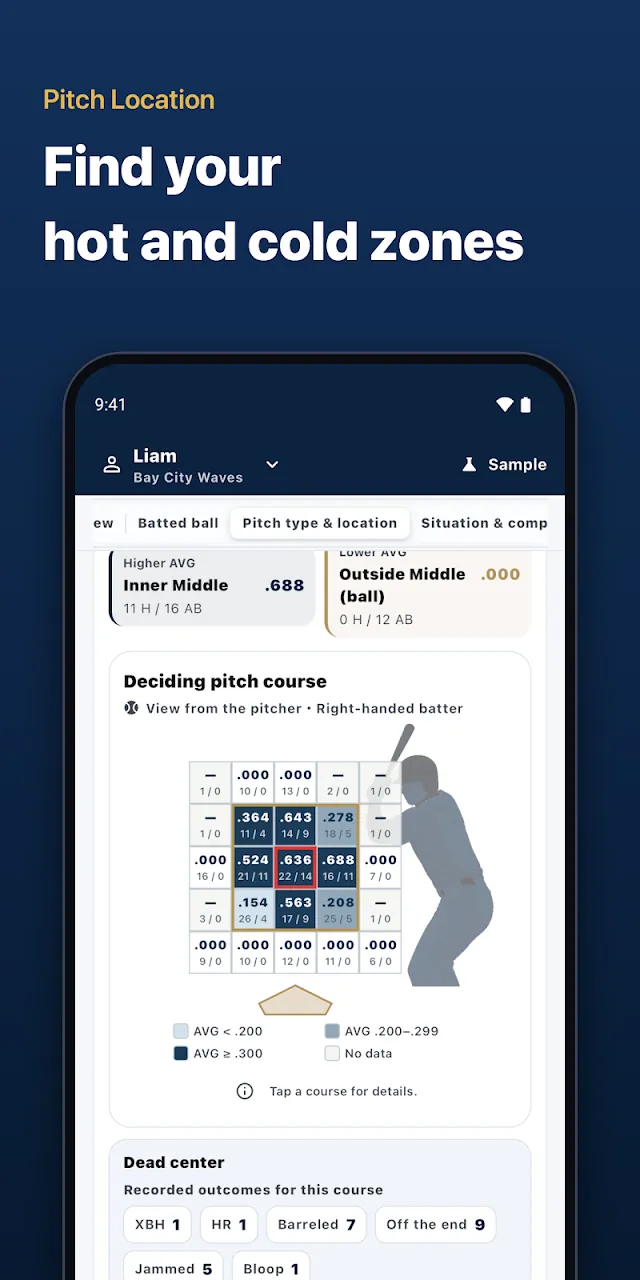 Pitch Location
Find your
hot and cold zones
9:41
Liam
Bay City Waves
Sample
ew
Batted ball
Pitch type & location
Situation & comp
Higher AVG
Inner Middle
.688
11 H / 16 AB
Lower AVG
Outside Middle
(ball)
.000
0 H / 12 AB
Deciding pitch course
View from the pitcher • Right-handed batter
– .000 .000 – –
1 / 0 10 / 0 13 / 0 2 / 0 1 / 0
– .364 .643 .278 –
1 / 0 11 / 4 14 / 9 18 / 5 1 / 0
.000 .524 .636 .688 .000
16 / 0 21 / 11 22 / 14 16 / 11 7 / 0
– .154 .563 .208 –
3 / 0 26 / 4 17 / 9 25 / 5 1 / 0
.000 .000 .000 .000 .000
9 / 0 10 / 0 12 / 0 11 / 0 6 / 0
AVG < .200
AVG .200–.299
AVG ≥ .300
No data
Tap a course for details.
Dead center
Recorded outcomes for this course
XBH 1
HR 1
Barreled 7
Off the end 9
Jammed 5
Bloop 1